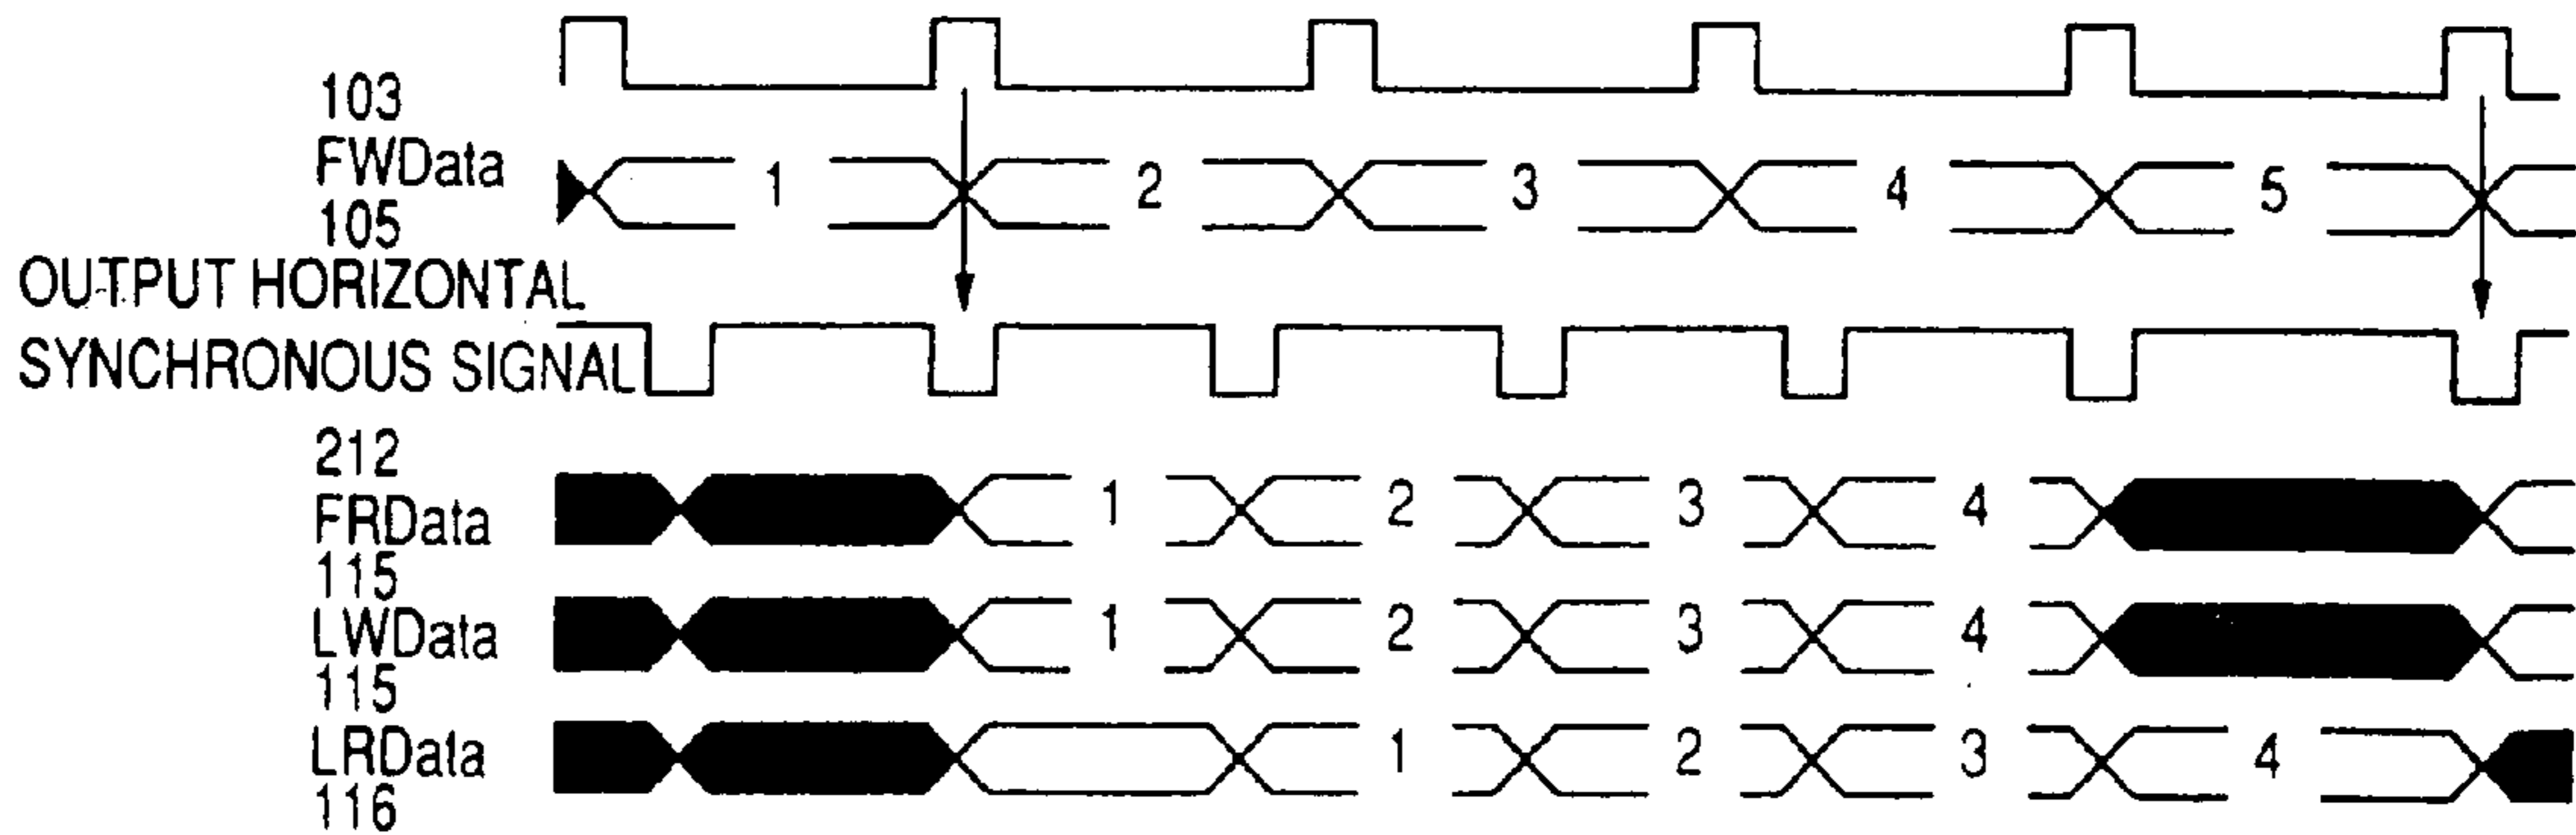 103
FWData 1 2 3 4 5
105
OUTPUT HORIZONTAL
SYNCHRONOUS SIGNAL
212
FRData 1 2 3 4
115
LWData 1 2 3 4
115
LRData 1 2 3 4
116